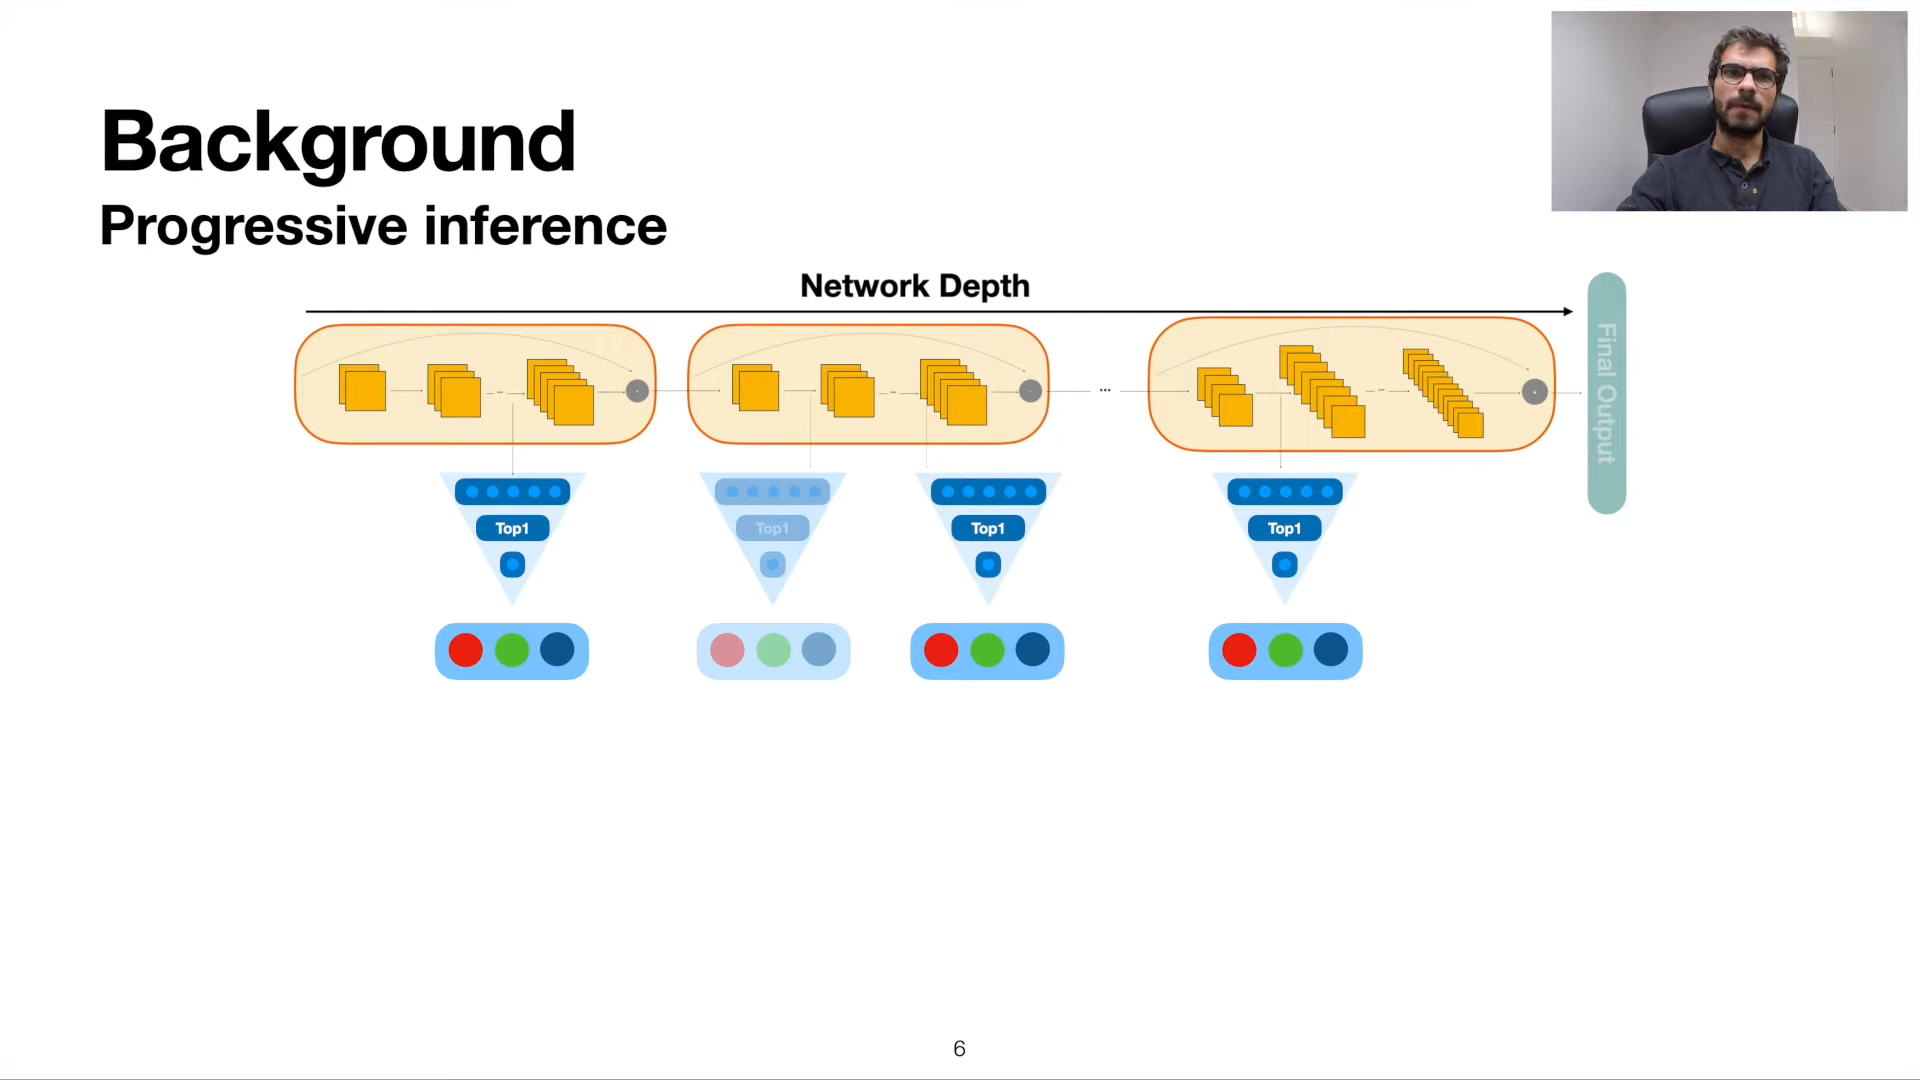 Background
Progressive inference
Network Depth
Final Output
...
Top1
Top1
Top1
Top1
6